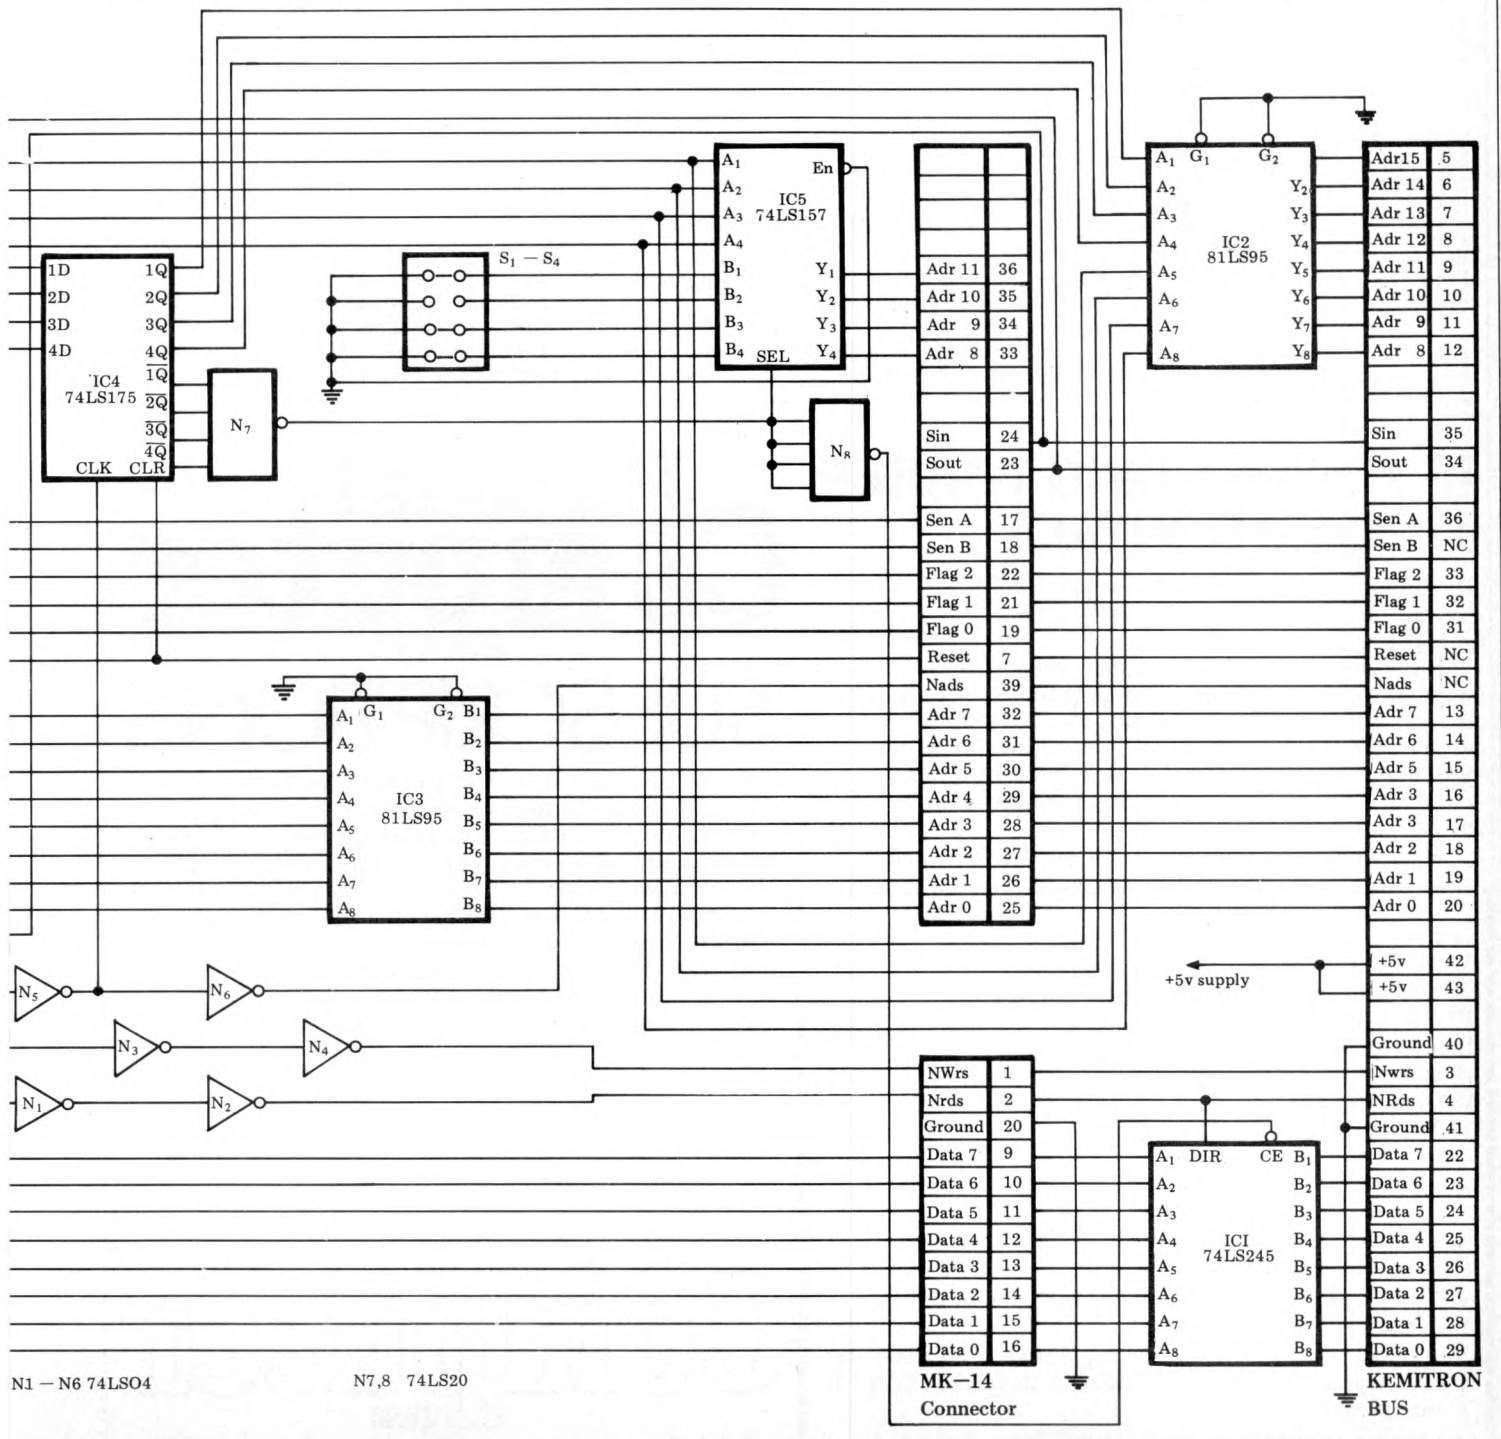 1D 1Q
2D 2Q
3D 3Q
4D 4Q
1Q
IC4
74LS175
2Q
3Q
4Q
CLK CLR
N7
S1 – S4
A1 En
A2 IC5
A3 74LS157
A4
B1 Y1
B2 Y2
B3 Y3
B4 SEL Y4
N8
Adr 11 36
Adr 10 35
Adr 9 34
Adr 8 33
Sin 24
Sout 23
Sen A 17
Sen B 18
Flag 2 22
Flag 1 21
Flag 0 19
Reset 7
Nads 39
Adr 7 32
Adr 6 31
Adr 5 30
Adr 4 29
Adr 3 28
Adr 2 27
Adr 1 26
Adr 0 25
A1 G1 G2
A2 Y2
A3 Y3
A4 IC2 Y4
81LS95
A5 Y5
A6 Y6
A7 Y7
A8 Y8
Adr15 5
Adr 14 6
Adr 13 7
Adr 12 8
Adr 11 9
Adr 10 10
Adr 9 11
Adr 8 12
Sin 35
Sout 34
Sen A 36
Sen B NC
Flag 2 33
Flag 1 32
Flag 0 31
Reset NC
Nads NC
Adr 7 13
Adr 6 14
Adr 5 15
Adr 3 16
Adr 3 17
Adr 2 18
Adr 1 19
Adr 0 20
+5v 42
+5v 43
+5v supply
Ground 40
Nwrs 3
NRds 4
Ground 41
Data 7 22
Data 6 23
Data 5 24
Data 4 25
Data 3 26
Data 2 27
Data 1 28
Data 0 29
KEMITRON
BUS
A1 G1 G2 B1
A2 B2
A3 B3
A4 IC3 B4
A5 81LS95 B5
A6 B6
A7 B7
A8 B8
N5 N6
N3 N4
N1 N2
NWrs 1
Nrds 2
Ground 20
Data 7 9
Data 6 10
Data 5 11
Data 4 12
Data 3 13
Data 2 14
Data 1 15
Data 0 16
MK–14
Connector
A1 DIR CE B1
A2 B2
A3 B3
A4 ICI B4
A5 74LS245 B5
A6 B6
A7 B7
A8 B8
N1 – N6 74LSO4
N7,8 74LS20